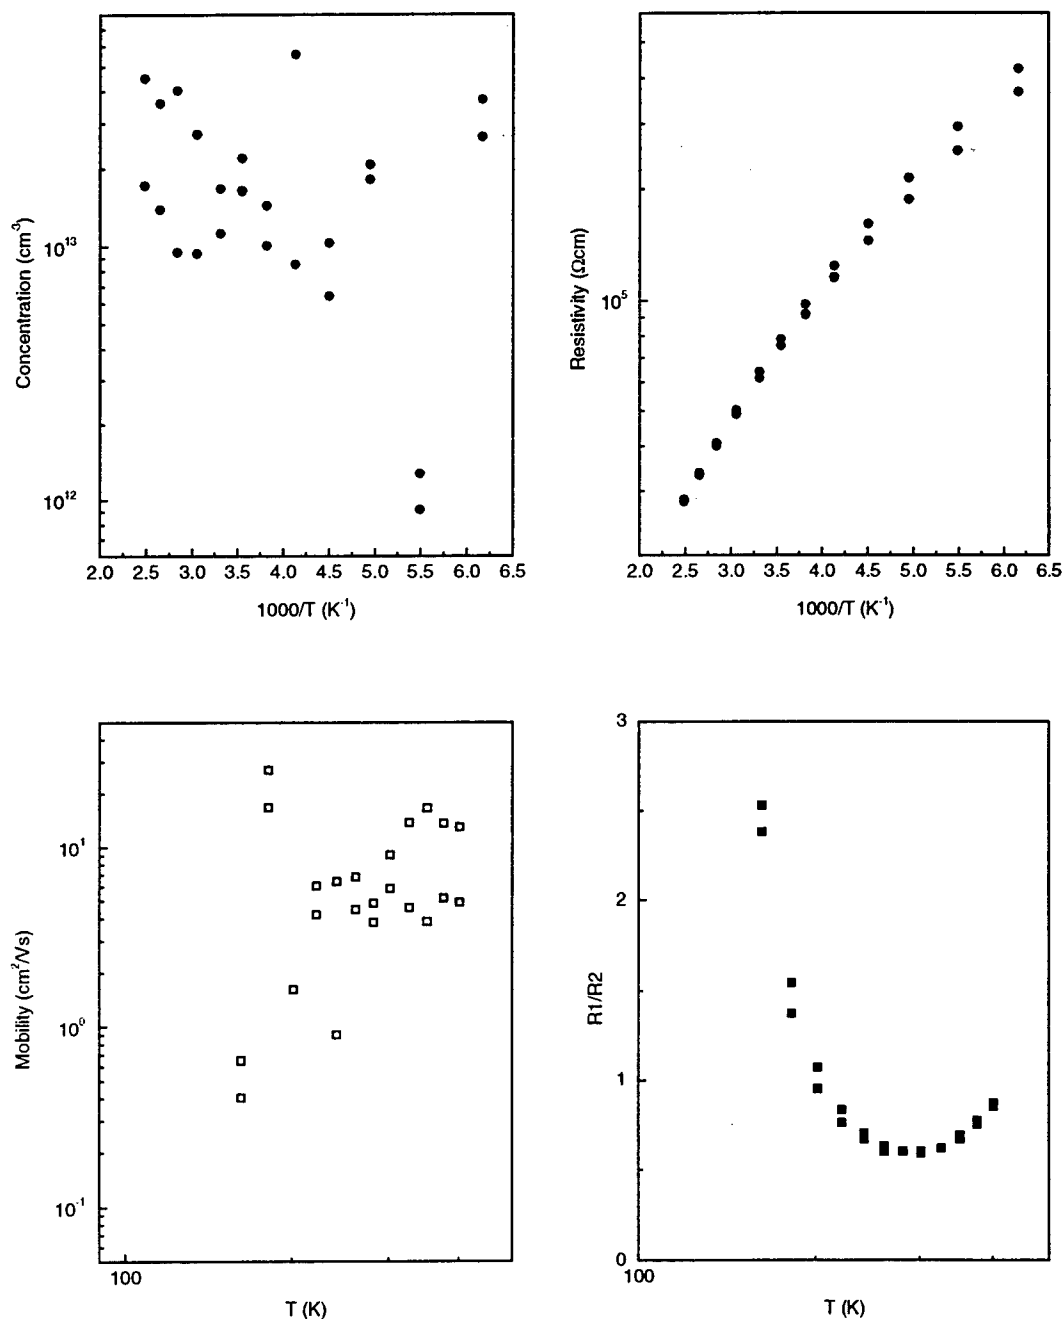 Concentration (cm⁻³)
10¹³
10¹²
2.0 2.5 3.0 3.5 4.0 4.5 5.0 5.5 6.0 6.5
1000/T (K⁻¹)
Resistivity (Ωcm)
10⁵
2.0 2.5 3.0 3.5 4.0 4.5 5.0 5.5 6.0 6.5
1000/T (K⁻¹)
Mobility (cm²/Vs)
10¹
10⁰
10⁻¹
100
T (K)
R1/R2
3
2
1
0
100
T (K)